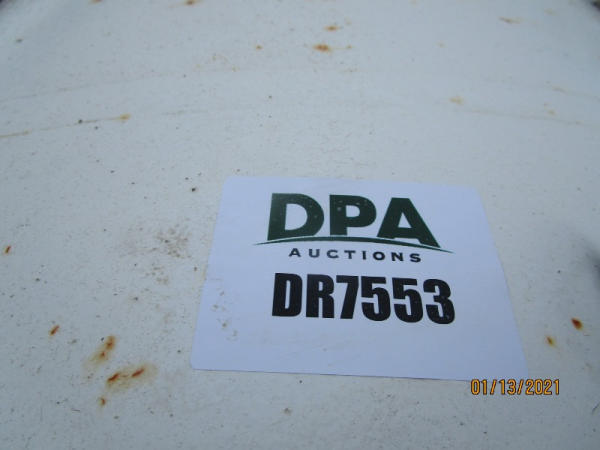 DPA
AUCTIONS
DR7553
01/13/2021